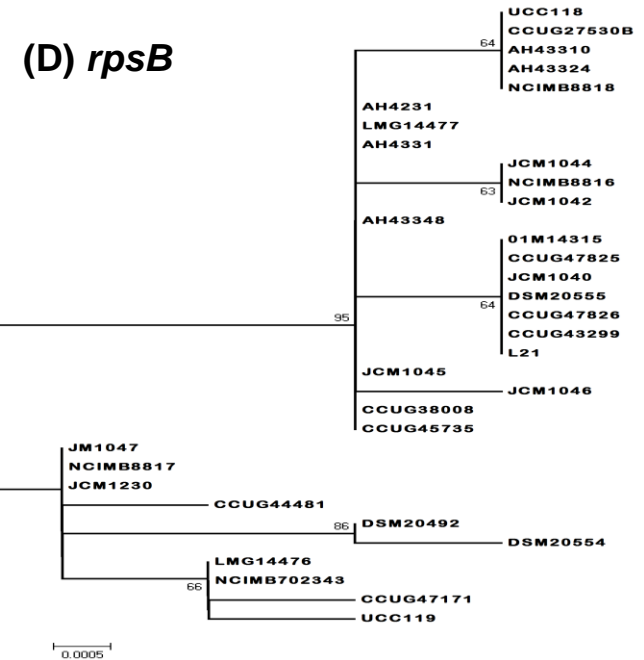 UCC118
CCUG27530B
(D) rpsB
64
AH43310
AH43324
NCIMB8818
AH4231
LMG14477
AH4331
JCM1044
NCIMB8816
63
JCM1042
AH43348
01M14315
CCUG47825
JCM1040
DSM20555
64
CCUG47826
95
CCUG43299
L21
JCM1045
JCM1046
CCUG38008
CCUG45735
JM1047
NCIMB8817
JCM1230
CCUG44481
86
DSM20492
DSM20554
LMG14476
NCIMB702343
66
CCUG47171
UCC119
0.0005